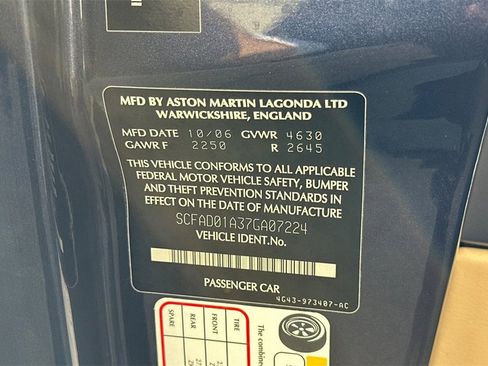 MFD BY ASTON MARTIN LAGONDA LTD
WARWICKSHIRE, ENGLAND
MFD DATE 10/06 GVWR 4630
GAWR F 2250 R 2645
THIS VEHICLE CONFORMS TO ALL APPLICABLE
FEDERAL MOTOR VEHICLE SAFETY, BUMPER
AND THEFT PREVENTION STANDARDS IN
EFFECT ON THE DATE OF MANUFACTURE
SCFAD01A37GA07224
VEHICLE IDENT.No.
PASSENGER CAR
4G43-973407-AC
TIRE
FRONT
REAR
SPARE
The combined